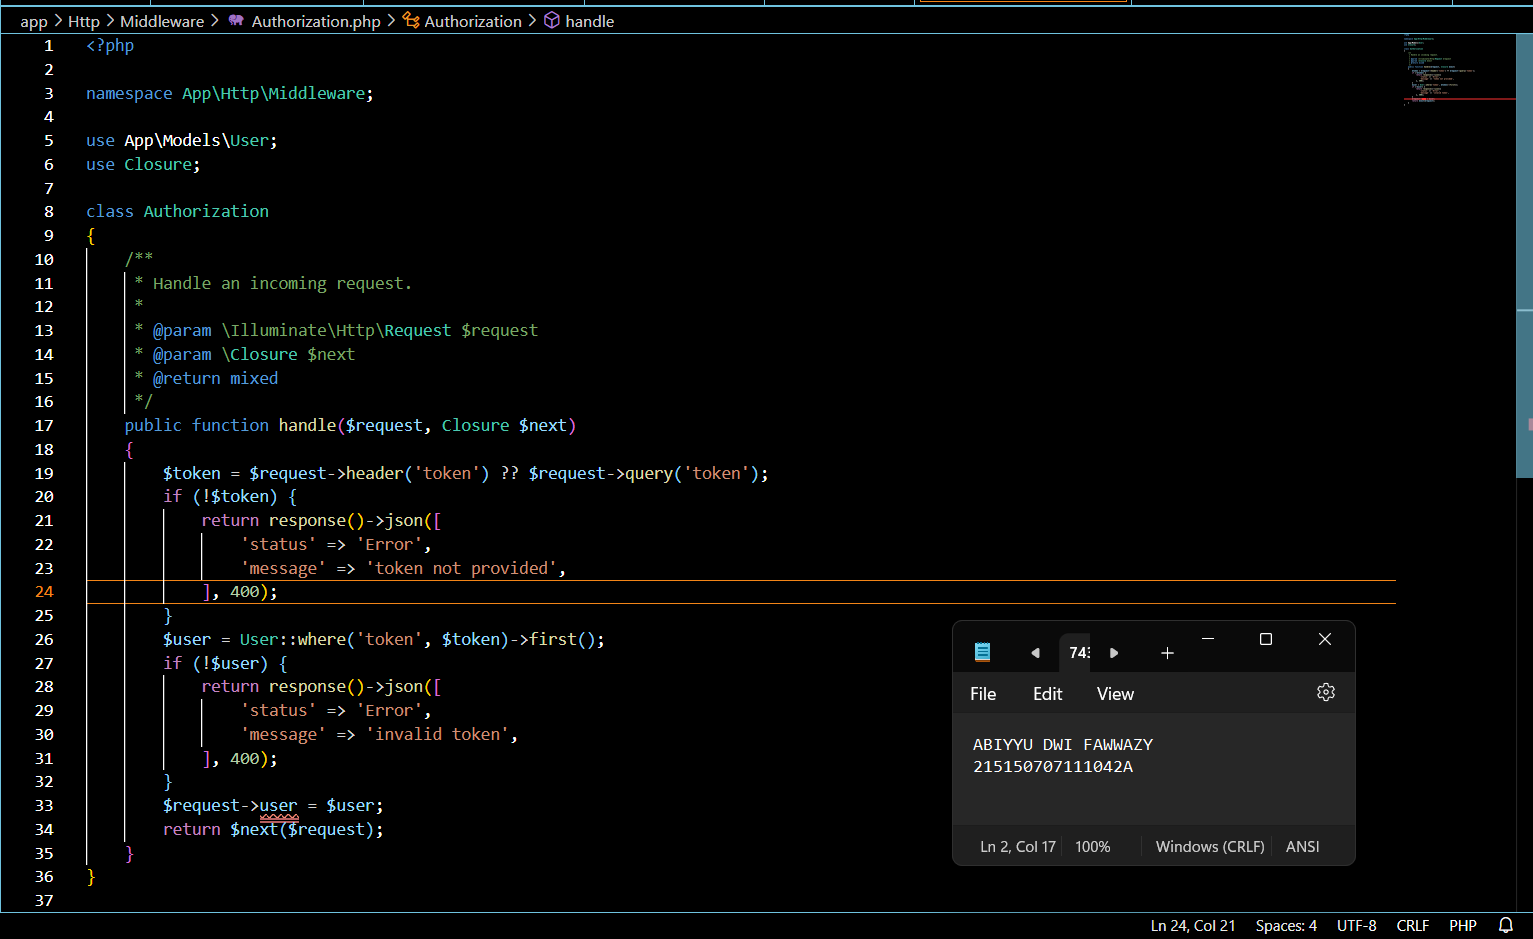 app > Http > Middleware > Authorization.php > Authorization > handle
1 <?php
2
3 namespace App\Http\Middleware;
4
5 use App\Models\User;
6 use Closure;
7
8 class Authorization
9 {
10     /**
11      * Handle an incoming request.
12      *
13      * @param \Illuminate\Http\Request $request
14      * @param \Closure $next
15      * @return mixed
16      */
17     public function handle($request, Closure $next)
18     {
19         $token = $request->header('token') ?? $request->query('token');
20         if (!$token) {
21             return response()->json([
22                 'status' => 'Error',
23                 'message' => 'token not provided',
24             ], 400);
25         }
26         $user = User::where('token', $token)->first();
27         if (!$user) {
28             return response()->json([
29                 'status' => 'Error',
30                 'message' => 'invalid token',
31             ], 400);
32         }
33         $request->user = $user;
34         return $next($request);
35     }
36 }
37
743
File Edit View
ABIYYU DWI FAWWAZY
215150707111042A
Ln 2, Col 17 100% Windows (CRLF) ANSI
Ln 24, Col 21 Spaces: 4 UTF-8 CRLF PHP